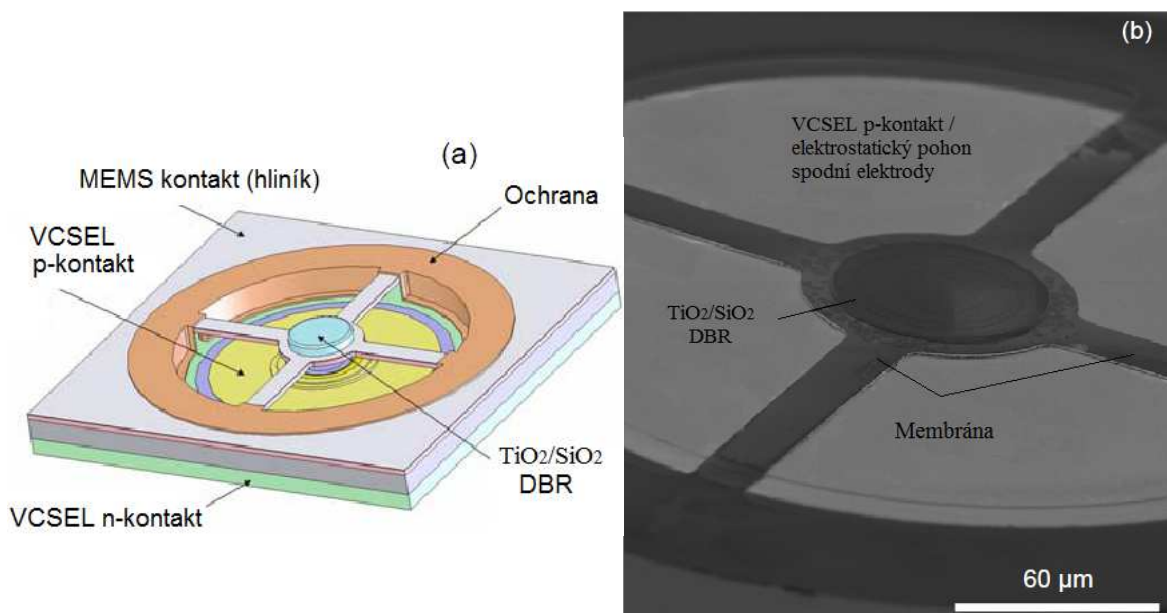 (a)
MEMS kontakt (hliník)
Ochrana
VCSEL
p-kontakt
TiO2/SiO2
DBR
VCSEL n-kontakt
(b)
VCSEL p-kontakt /
elektrostatický pohon
spodní elektrody
TiO2/SiO2
DBR
Membrána
60 µm